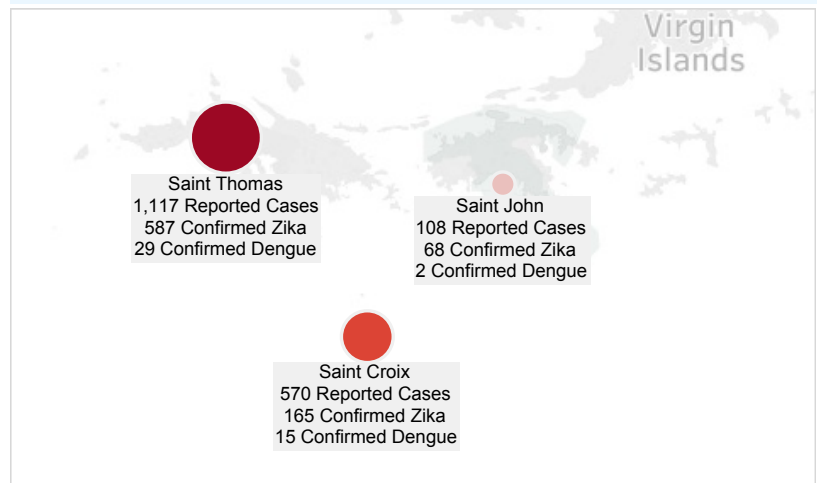 Virgin
Islands
Saint Thomas
1,117 Reported Cases
587 Confirmed Zika
29 Confirmed Dengue
Saint John
108 Reported Cases
68 Confirmed Zika
2 Confirmed Dengue
Saint Croix
570 Reported Cases
165 Confirmed Zika
15 Confirmed Dengue